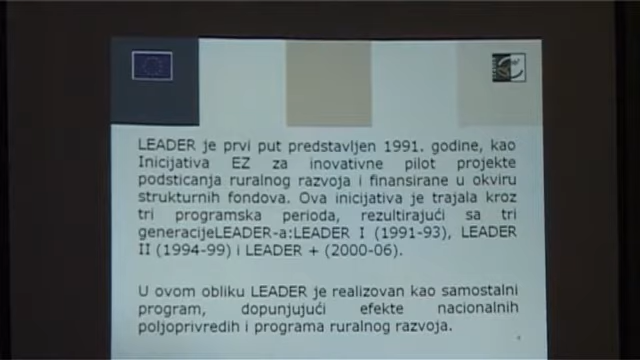 LEADER je prvi put predstavljen 1991. godine, kao
Inicijativa EZ za inovativne pilot projekte
podsticanja ruralnog razvoja i finansirane u okviru
strukturnih fondova. Ova inicijativa je trajala kroz
tri programska perioda, rezultirajući sa tri
generacijeLEADER-a:LEADER I (1991-93), LEADER
II (1994-99) i LEADER + (2000-06).
U ovom obliku LEADER je realizovan kao samostalni
program, dopunjujući efekte nacionalnih
poljoprivredih i programa ruralnog razvoja.